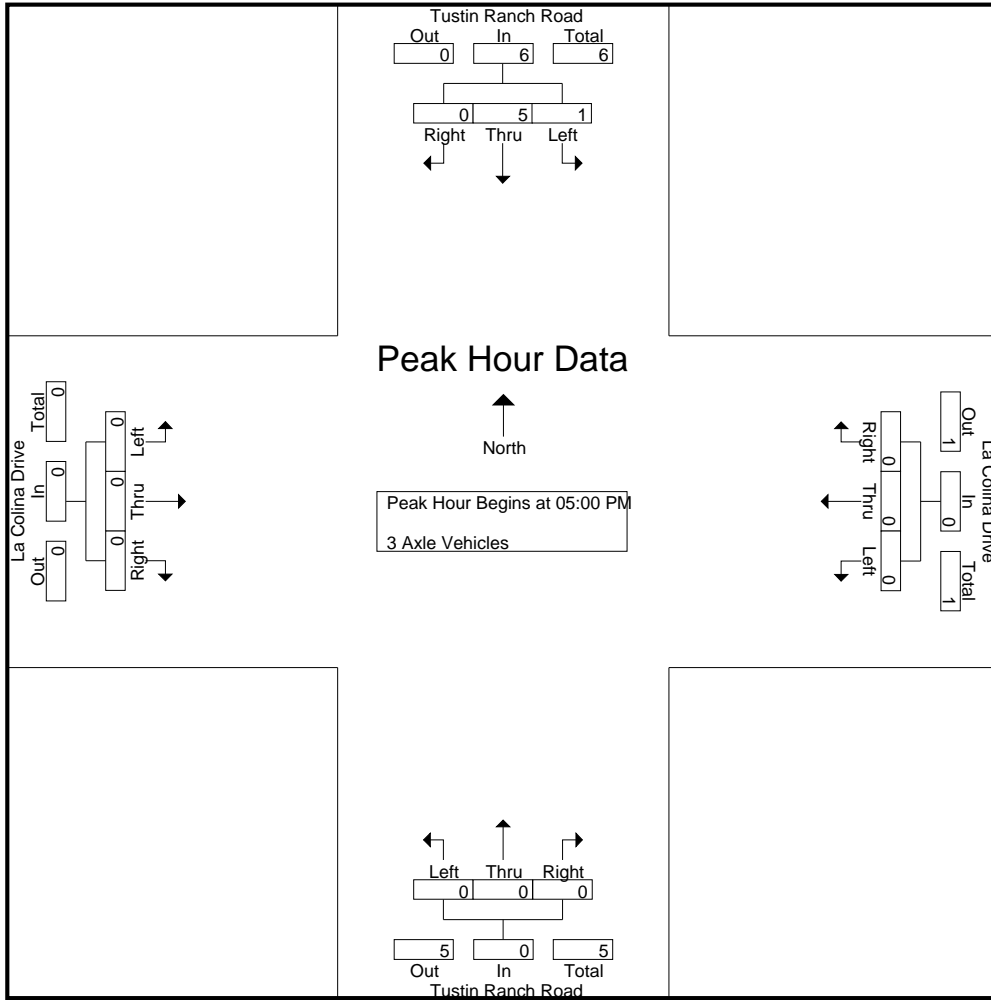 Tustin Ranch Road
Out In Total
0 6 6
0 5 1
Right Thru Left
Peak Hour Data
North
Peak Hour Begins at 05:00 PM
3 Axle Vehicles
La Colina Drive
Total In Out
0 0 0
0 0 0
Left Thru Right
La Colina Drive
Out In Total
1 0 1
0 0 0
Right Thru Left
Left Thru Right
0 0 0
5 0 5
Out In Total
Tustin Ranch Road